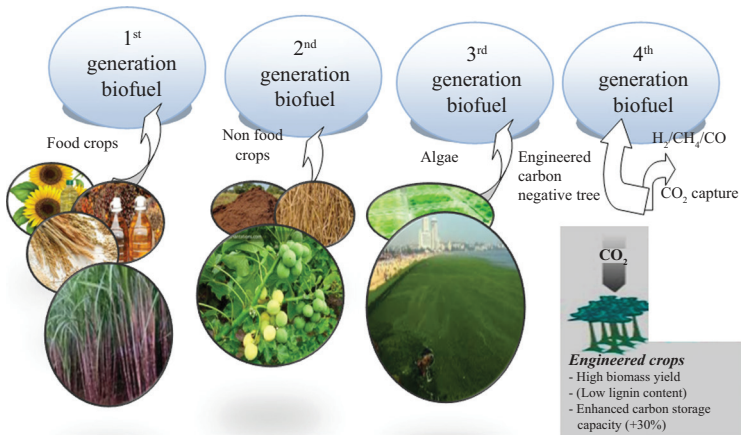 1st
generation
biofuel
2nd
generation
biofuel
3rd
generation
biofuel
4th
generation
biofuel
Food crops
Non food
crops
Algae
Engineered
carbon
negative tree
H2/CH4/CO
CO2 capture
CO2
Engineered crops
- High biomass yield
- (Low lignin content)
- Enhanced carbon storage
capacity (+30%)